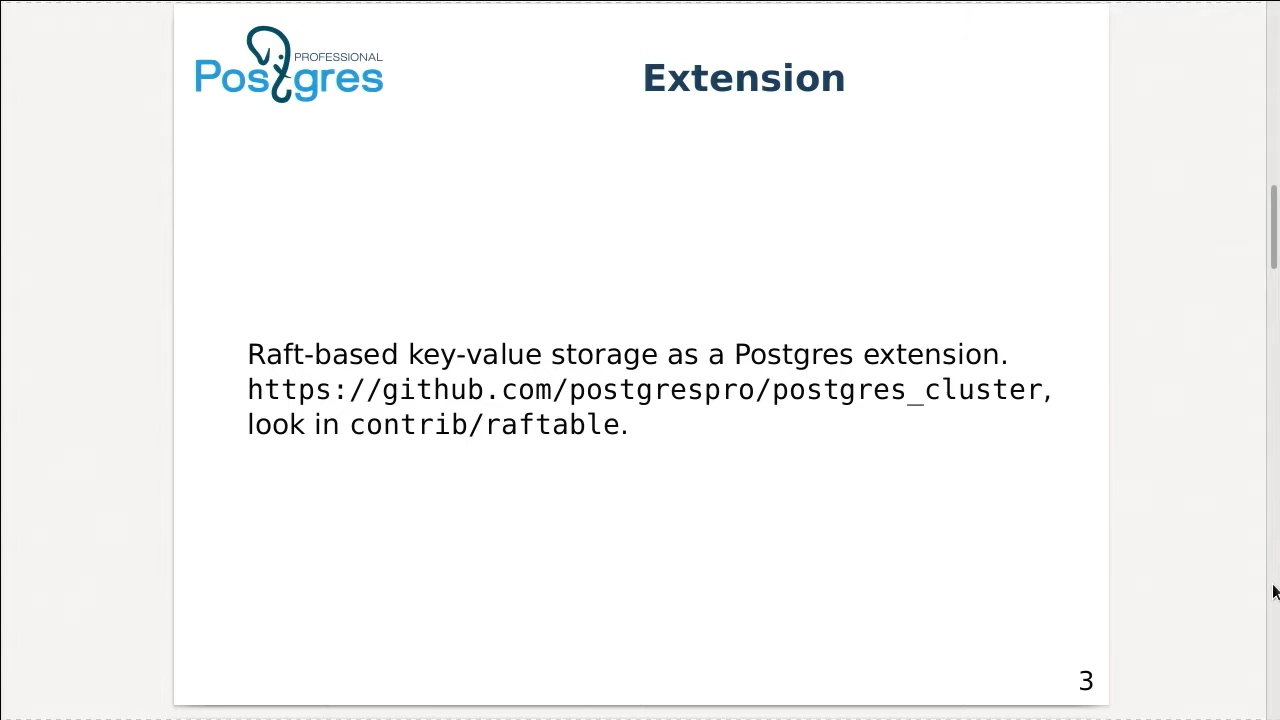 PROFESSIONAL
Postgres
Extension
Raft-based key-value storage as a Postgres extension.
https://github.com/postgrespro/postgres_cluster,
look in contrib/raftable.
3